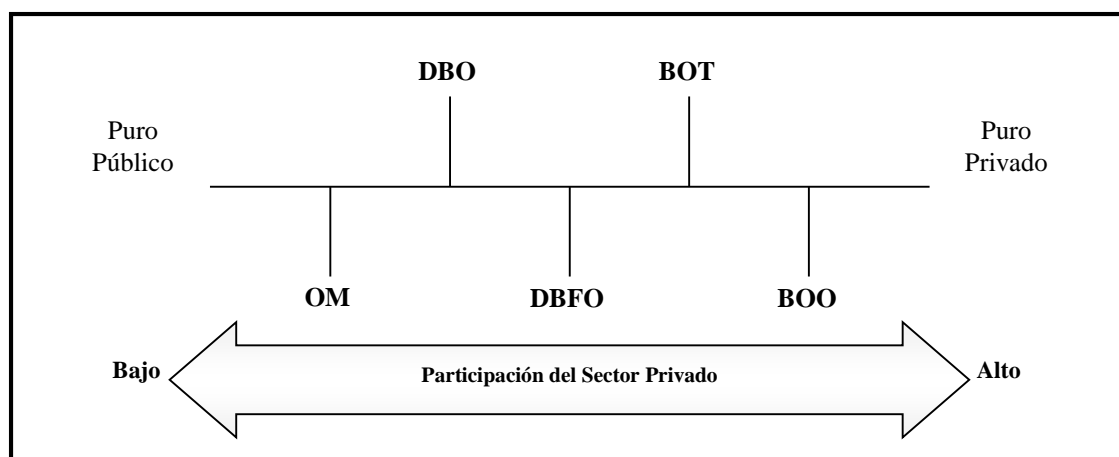 DBO
BOT
Puro
Público
Puro
Privado
OM
DBFO
BOO
Bajo
Participación del Sector Privado
Alto